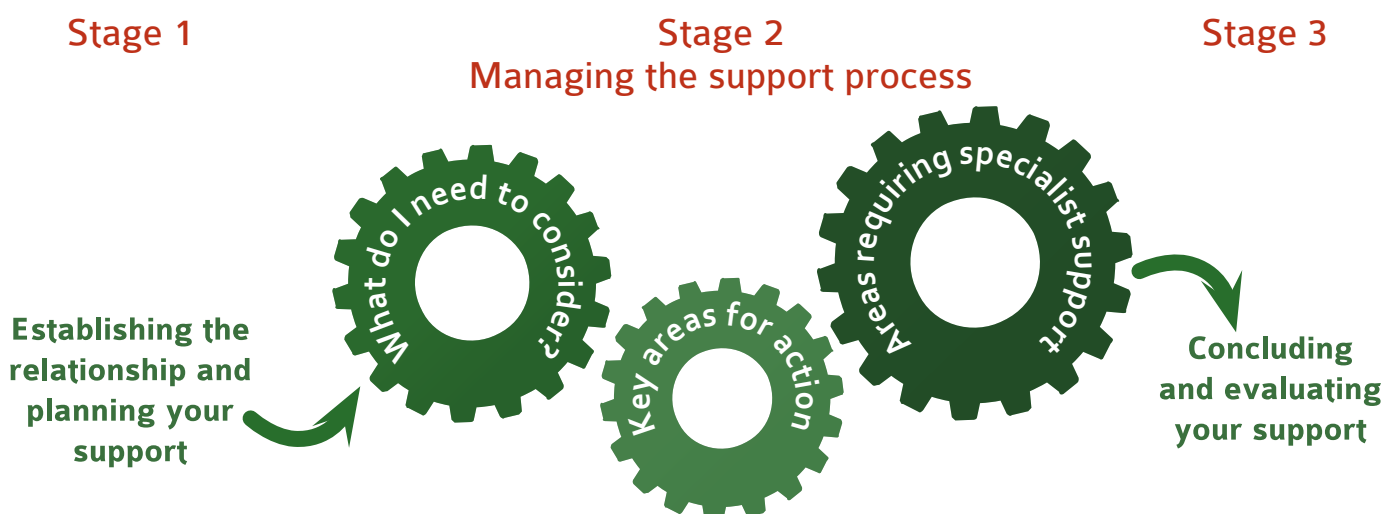 Stage 1
Establishing the
relationship and
planning your
support
Stage 2
Managing the support process
What do I need to consider?
Key areas for action
Areas requiring specialist support
Stage 3
Concluding
and evaluating
your support